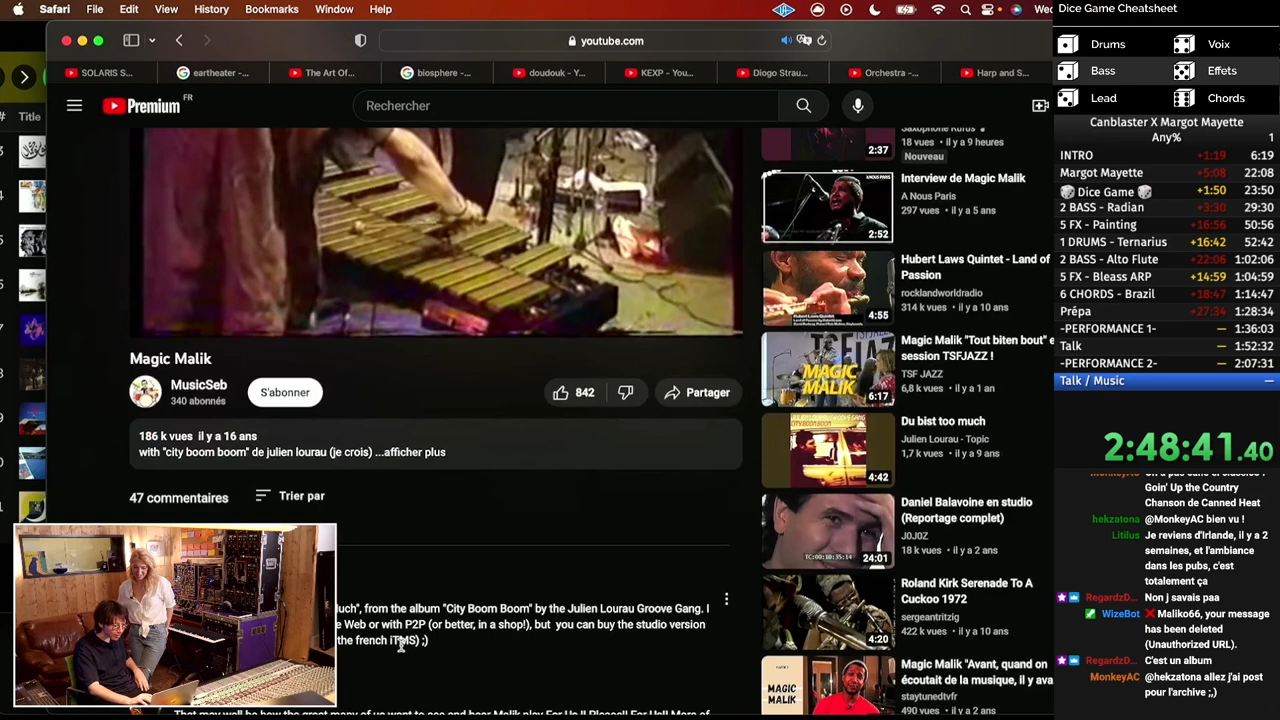 Safari File Edit View History Bookmarks Window Help
Dice Game Cheatsheet
youtube.com
SOLARIS S...
eartheater -...
The Art Of...
biosphere -...
doudouk - Y...
KEXP - You...
Diogo Strau...
Orchestra -...
Harp and S...
Premium FR
Rechercher
Title
Magic Malik
MusicSeb
340 abonnés
S'abonner
842
Partager
186 k vues il y a 16 ans
with "city boom boom" de julien lourau (je crois) ...afficher plus
47 commentaires
Trier par
from the album "City Boom Boom" by the Julien Lourau Groove Gang. I
Web or with P2P (or better, in a shop!), but you can buy the studio version
the french iTMS) ;)
2:37
18 vues • il y a 9 heures
Nouveau
A NOUS PARIS
2:52
Interview de Magic Malik
A Nous Paris
297 vues • il y a 5 ans
4:55
Hubert Laws Quintet - Land of
Passion
rocklandworldradio
314 k vues • il y a 10 ans
TSFJAZZ
MAGIC
MALIK
6:17
Magic Malik "Tout biten bout" e
session TSFJAZZ !
TSF JAZZ
6,8 k vues • il y a 1 an
4:42
Du bist too much
Julien Lourau - Topic
1,7 k vues • il y a 9 ans
24:01
Daniel Balavoine en studio
(Reportage complet)
J0J0Z
18 k vues • il y a 2 ans
4:20
Roland Kirk Serenade To A
Cuckoo 1972
sergeantritzig
422 k vues • il y a 10 ans
MAGIC
MALIK
Magic Malik "Avant, quand on
écoutait de la musique, il y ava
staytunedtvfr
490 vues • il y a 2 ans
Drums
Voix
Bass
Effets
Lead
Chords
Canblaster X Margot Mayette
Any% 1
INTRO +1:19 6:19
Margot Mayette +5:08 22:08
🎲 Dice Game 🎲 +1:50 23:50
2 BASS - Radian +3:30 29:30
5 FX - Painting +16:56 50:56
1 DRUMS - Ternarius +16:42 52:42
2 BASS - Alto Flute +22:06 1:02:06
5 FX - Bleass ARP +14:59 1:04:59
6 CHORDS - Brazil +18:47 1:14:47
Prépa +27:34 1:28:34
-PERFORMANCE 1- — 1:36:03
Talk — 1:52:32
-PERFORMANCE 2- — 2:07:31
Talk / Music —
2:48:41.40
Goin' Up the Country
Chanson de Canned Heat
hekzatona @MonkeyAC bien vu !
Litilus Je reviens d'Irlande, il y a 2
semaines, et l'ambiance
dans les pubs, c'est
totalement ça
RegardzD... Non j savais paa
WizeBot ❌ Maliko66, your message
has been deleted
(Unauthorized URL).
RegardzD... C'est un album
MonkeyAC @hekzatona allez j'ai post
pour l'archive ;,)